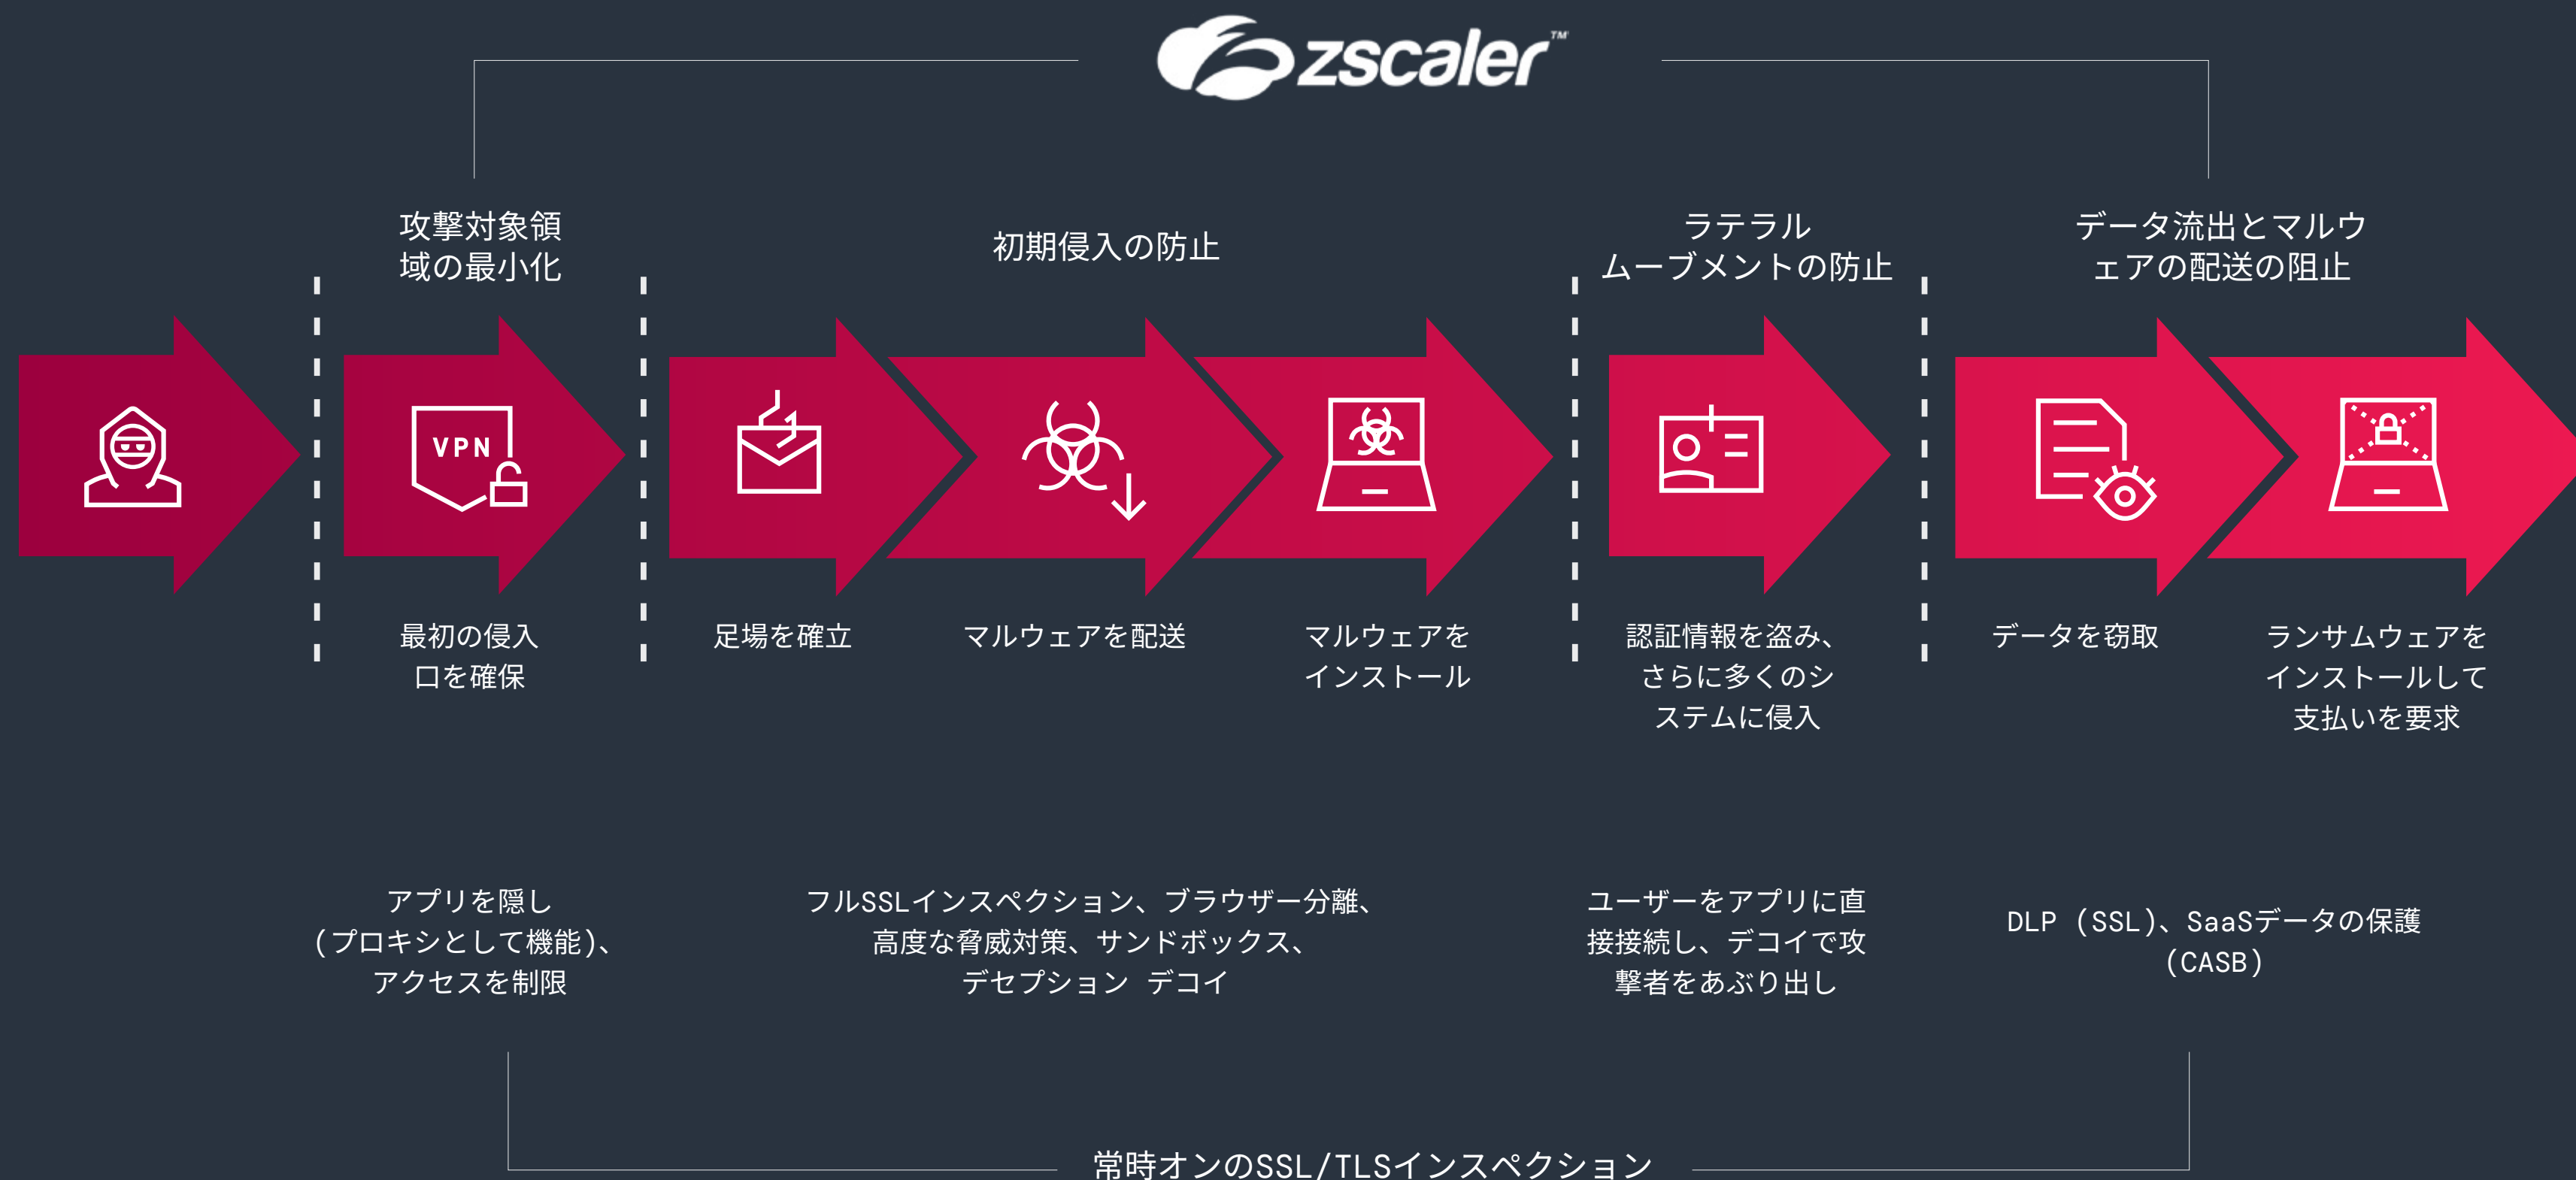 zscaler™
攻撃対象領
域の最小化
初期侵入の防止
ラテラル
ムーブメントの防止
データ流出とマルウ
ェアの配送の阻止
VPN
最初の侵入
口を確保
足場を確立
マルウェアを配送
マルウェアを
インストール
認証情報を盗み、
さらに多くのシ
ステムに侵入
データを窃取
ランサムウェアを
インストールして
支払いを要求
アプリを隠し
(プロキシとして機能)、
アクセスを制限
フルSSLインスペクション、ブラウザー分離、
高度な脅威対策、サンドボックス、
デセプション デコイ
ユーザーをアプリに直
接接続し、デコイで攻
撃者をあぶり出し
DLP (SSL)、SaaSデータの保護
(CASB)
常時オンのSSL/TLSインスペクション